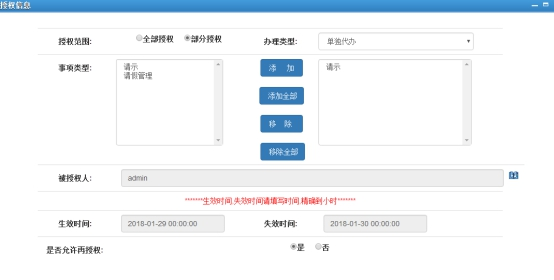 授权信息
授权范围: 全部授权 部分授权 办理类型: 单独代办
事项类型: 请示 添 加 请示
请假管理
添加全部
移 除
移除全部
被授权人: admin
*******生效时间,失效时间请填写时间,精确到小时*******
生效时间: 2018-01-29 00:00:00 失效时间: 2018-01-30 00:00:00
是否允许再授权: 是 否